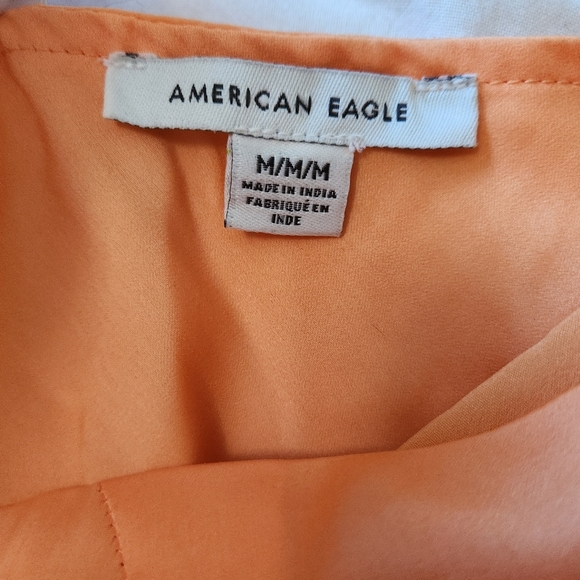 AMERICAN EAGLE
M/M/M
MADE IN INDIA
FABRIQUÉ EN
INDE